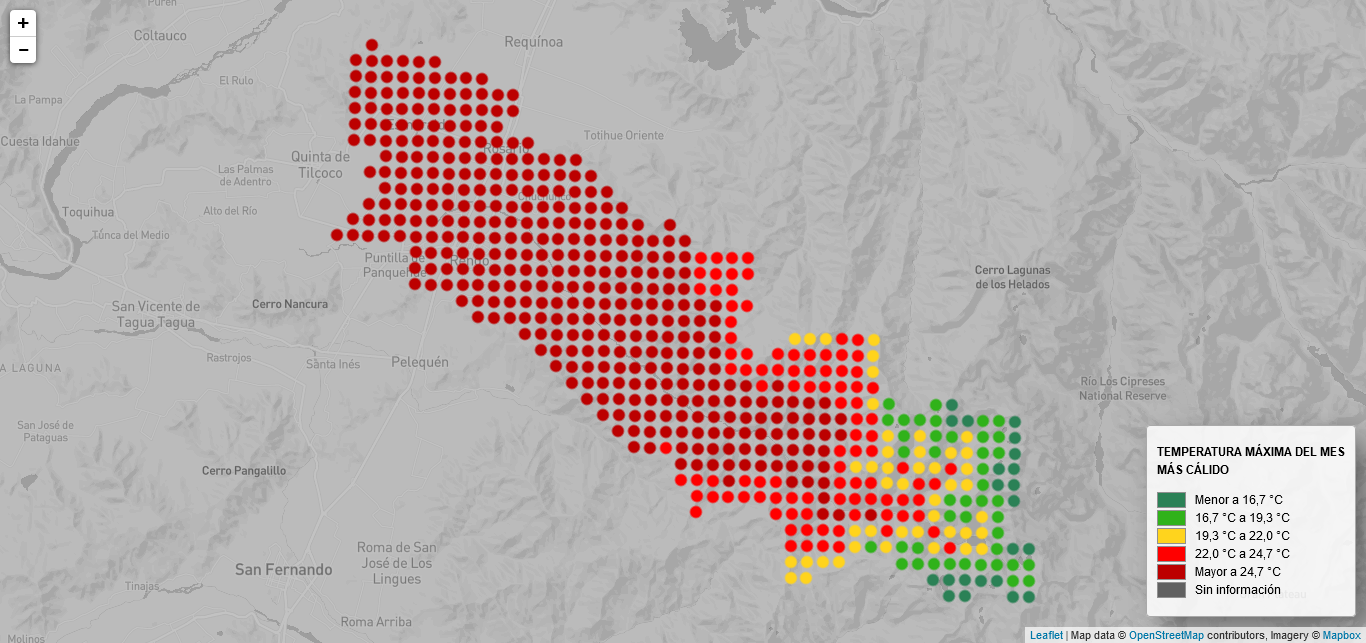 +
−
Puren
Coltauco
Requínoa
El Rulo
La Pampa
Cuesta Idahue
Totihue Oriente
Rosario
Quinta de
Tilcoco
Las Palmas
de Adentro
Chuchunco
Toquihua
Alto del Río
Túnca del Medio
Puntilla de
Panquehue
Rengo
Cerro Lagunas
de los Helados
San Vicente de
Tagua Tagua
Cerro Nancura
Rastrojos
Santa Inés
Pelequén
A LAGUNA
Río Los Cipreses
National Reserve
San José de
Pataguas
Cerro Pangalillo
TEMPERATURA MÁXIMA DEL MES
MÁS CÁLIDO
Menor a 16,7 °C
16,7 °C a 19,3 °C
19,3 °C a 22,0 °C
22,0 °C a 24,7 °C
Mayor a 24,7 °C
Sin información
Roma de San
José de Los
Lingues
San Fernando
Tinajas
Roma Arriba
Molinos
Leaflet | Map data © OpenStreetMap contributors, Imagery © Mapbox